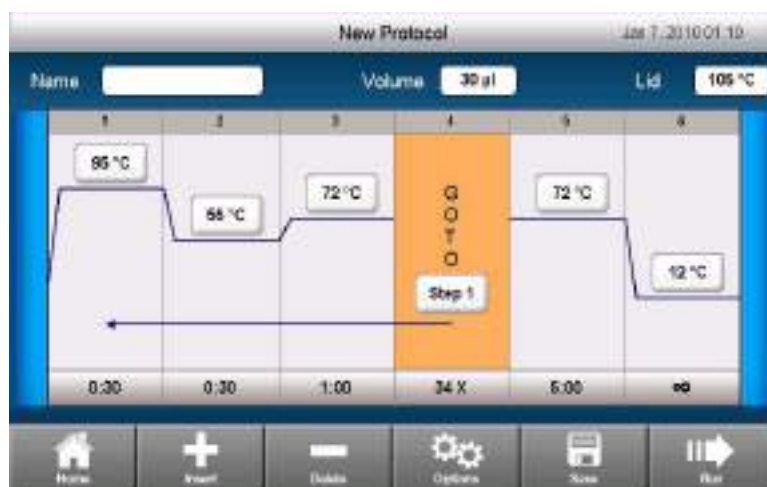 New Protocol
Jan 7, 2010 01:10
Name
Volume 30 µl
Lid 105 °C
1 2 3 4 5 6
95 °C
55 °C
72 °C
GOTO
Step 1
72 °C
12 °C
0:30 0:30 1:00 34 X 5:00 ∞
Home Insert Delete Options Save Run